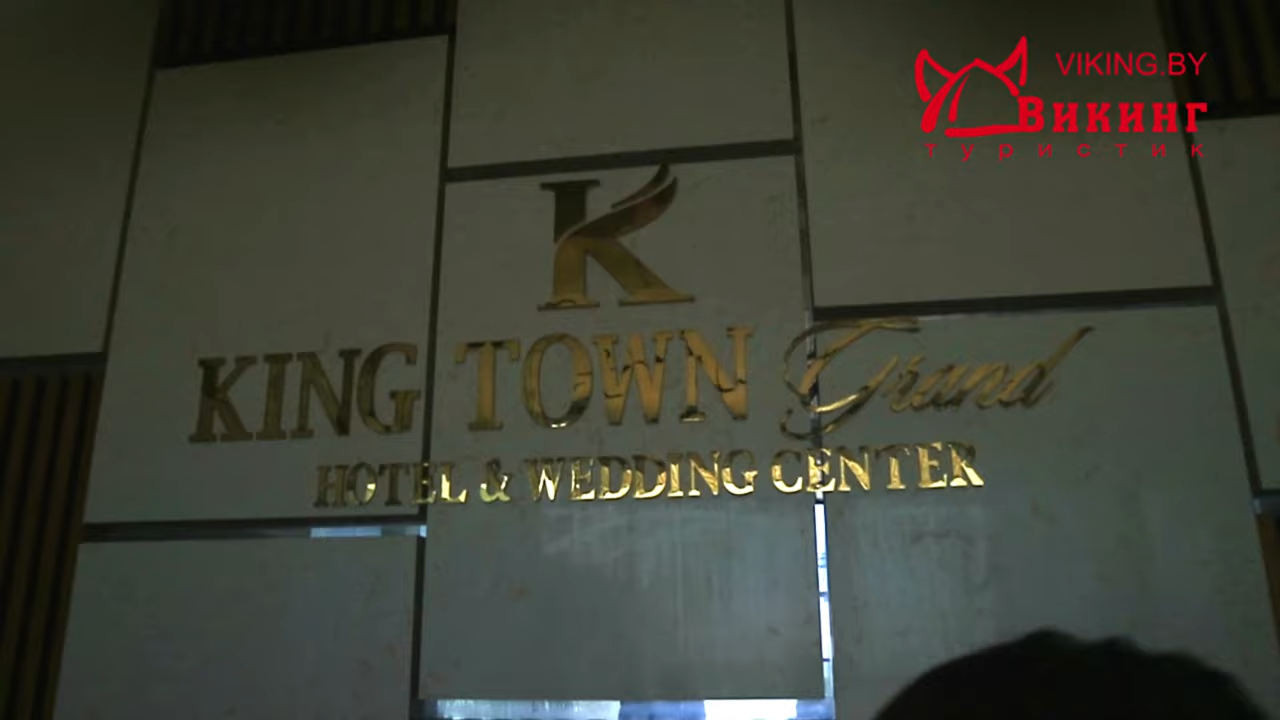 VIKING.BY
Викинг
туристик
K
KING TOWN Grand
HOTEL & WEDDING CENTER